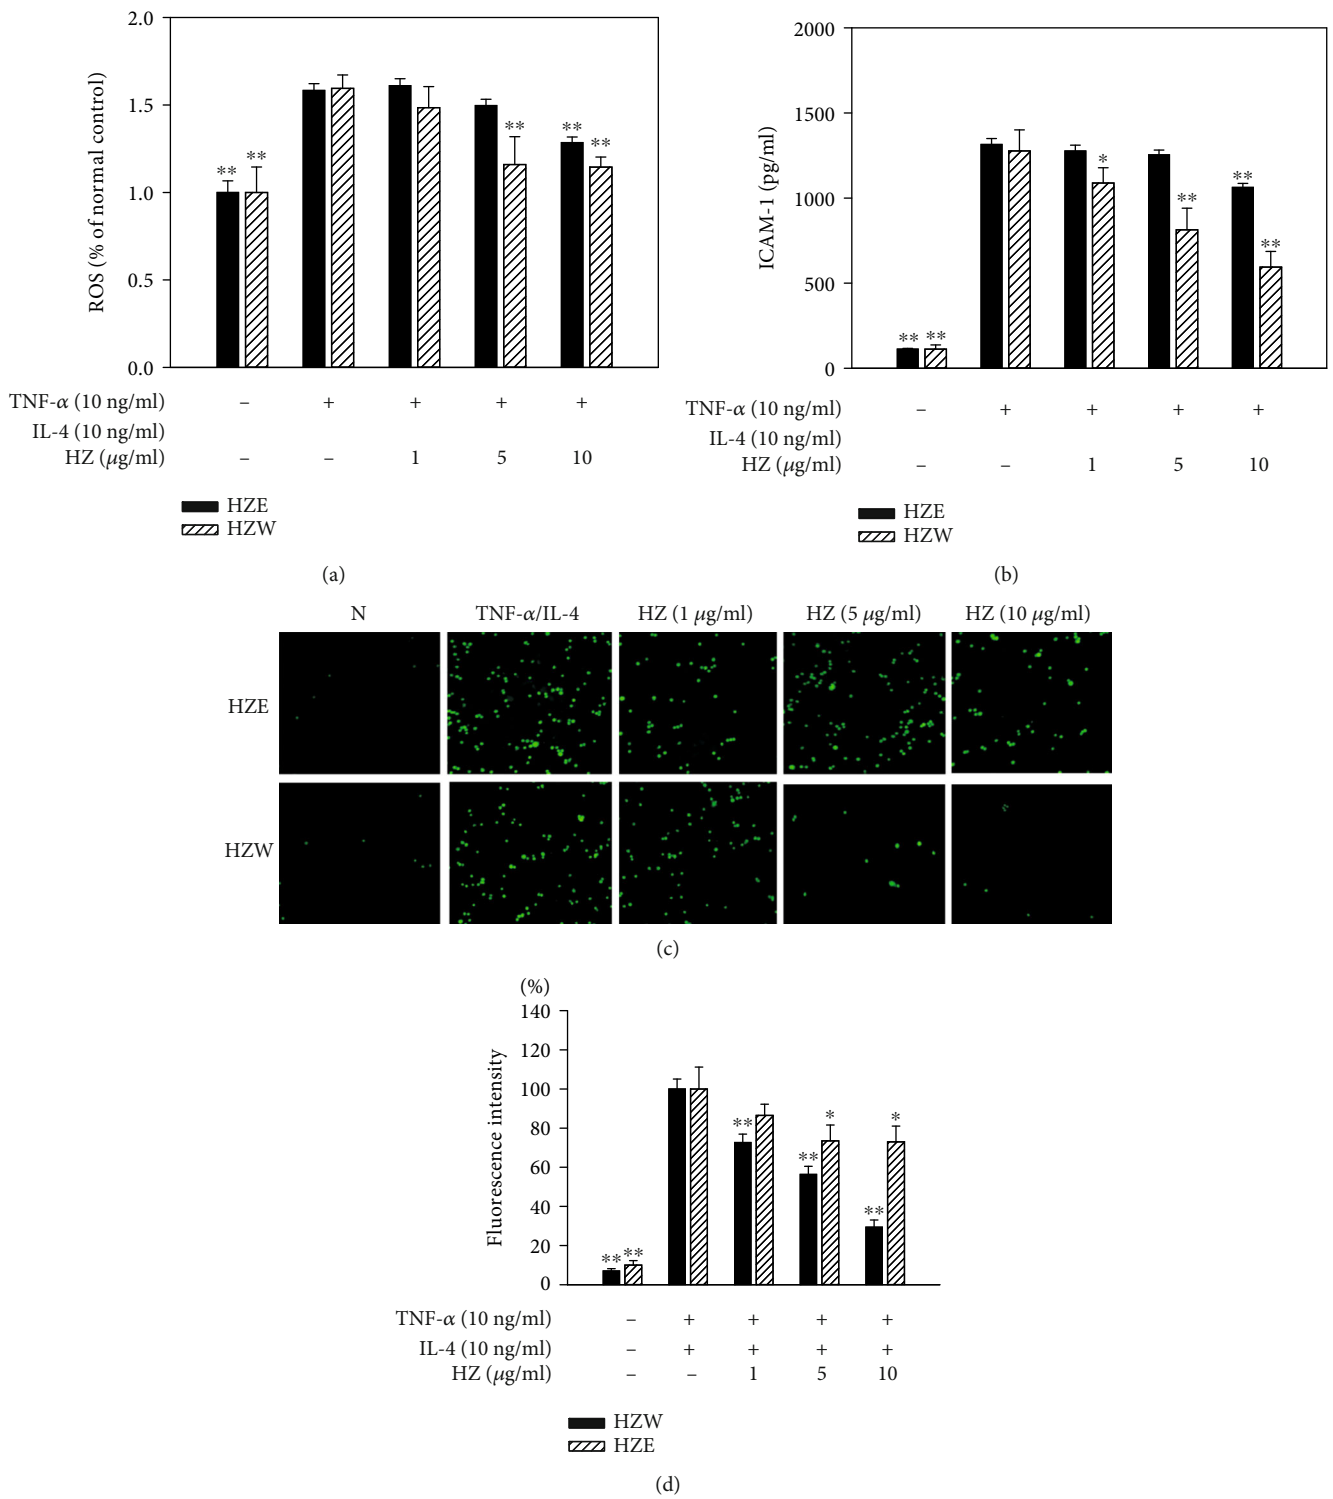 2.0
1.5
1.0
0.5
0.0
ROS (% of normal control)
** ** ** ** **
TNF-α (10 ng/ml) – + + + +
IL-4 (10 ng/ml)
HZ (μg/ml) – – 1 5 10
HZE
HZW
(a)
2000
1500
1000
500
0
ICAM-1 (pg/ml)
** ** * ** ** **
TNF-α (10 ng/ml) – + + + +
IL-4 (10 ng/ml)
HZ (μg/ml) – – 1 5 10
HZE
HZW
(b)
N TNF-α/IL-4 HZ (1 μg/ml) HZ (5 μg/ml) HZ (10 μg/ml)
HZE
HZW
(c)
(%)
140
120
100
80
60
40
20
0
Fluorescence intensity
** ** ** ** * ** *
TNF-α (10 ng/ml) – + + + +
IL-4 (10 ng/ml) – + + + +
HZ (μg/ml) – – 1 5 10
HZW
HZE
(d)